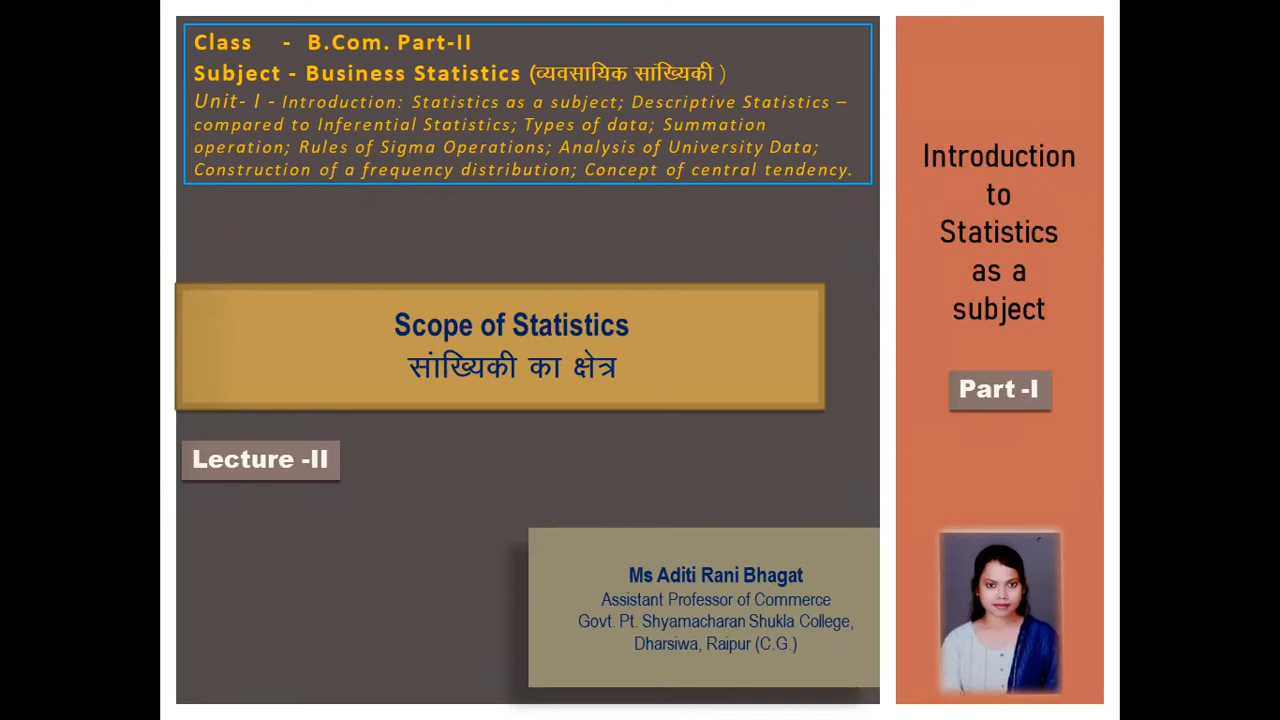 Class - B.Com. Part-II
Subject - Business Statistics (व्यवसायिक सांख्यिकी )
Unit- I - Introduction: Statistics as a subject; Descriptive Statistics –
compared to Inferential Statistics; Types of data; Summation
operation; Rules of Sigma Operations; Analysis of University Data;
Construction of a frequency distribution; Concept of central tendency.
Scope of Statistics
सांख्यिकी का क्षेत्र
Lecture -II
Ms Aditi Rani Bhagat
Assistant Professor of Commerce
Govt. Pt. Shyamacharan Shukla College,
Dharsiwa, Raipur (C.G.)
Introduction
to
Statistics
as a
subject
Part -I